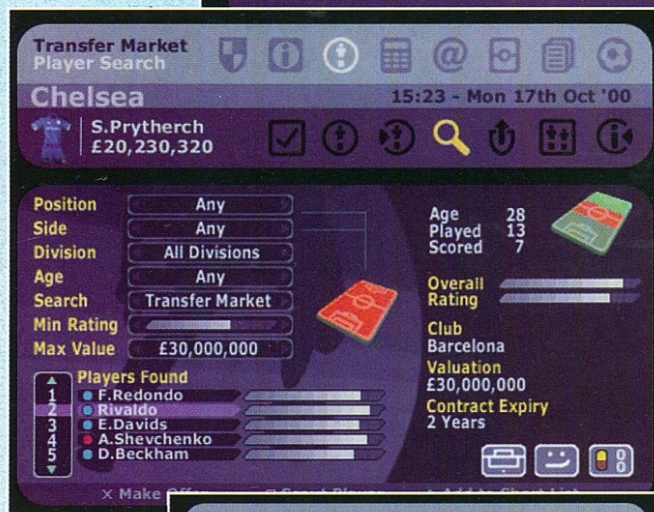 Transfer Market
Player Search
Chelsea
15:23 - Mon 17th Oct '00
S.Prytherch
£20,230,320
Position Any
Side Any
Division All Divisions
Age Any
Search Transfer Market
Min Rating
Max Value £30,000,000
Players Found
1 F.Redondo
2 Rivaldo
3 E.Davids
4 A.Shevchenko
5 D.Beckham
Age 28
Played 13
Scored 7
Overall
Rating
Club
Barcelona
Valuation
£30,000,000
Contract Expiry
2 Years
0
0
X Make